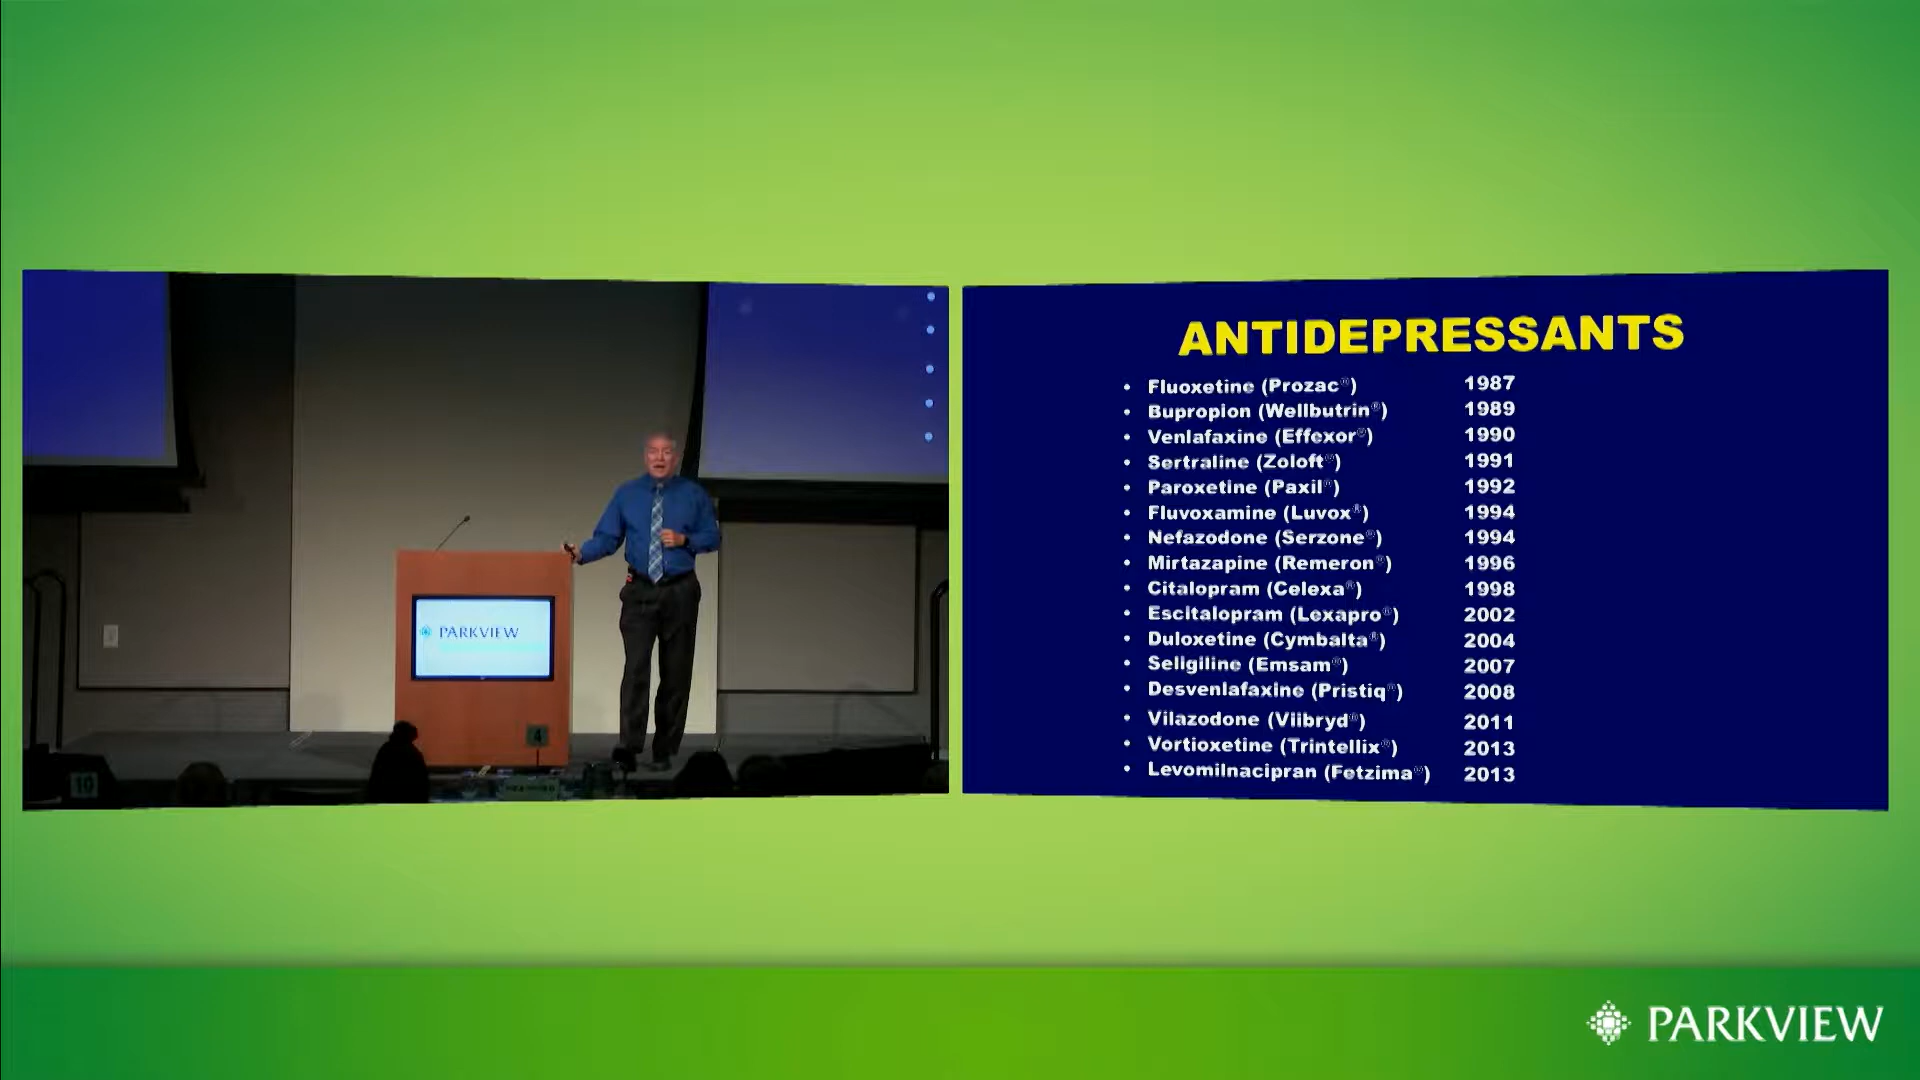 ANTIDEPRESSANTS
• Fluoxetine (Prozac®) 1987
• Bupropion (Wellbutrin®) 1989
• Venlafaxine (Effexor®) 1990
• Sertraline (Zoloft®) 1991
• Paroxetine (Paxil®) 1992
• Fluvoxamine (Luvox®) 1994
• Nefazodone (Serzone®) 1994
• Mirtazapine (Remeron®) 1996
• Citalopram (Celexa®) 1998
• Escitalopram (Lexapro®) 2002
• Duloxetine (Cymbalta®) 2004
• Seligiline (Emsam®) 2007
• Desvenlafaxine (Pristiq®) 2008
• Vilazodone (Viibryd®) 2011
• Vortioxetine (Trintellix®) 2013
• Levomilnacipran (Fetzima®) 2013
PARKVIEW
4
10
PARKVIEW